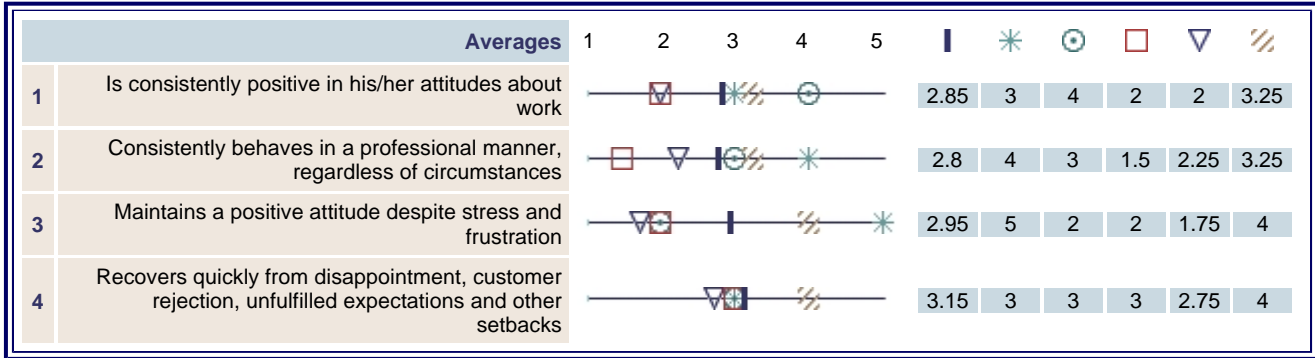 Averages 1 2 3 4 5
1 Is consistently positive in his/her attitudes about
work
2.85 3 4 2 2 3.25
2 Consistently behaves in a professional manner,
regardless of circumstances
2.8 4 3 1.5 2.25 3.25
3 Maintains a positive attitude despite stress and
frustration
2.95 5 2 2 1.75 4
4 Recovers quickly from disappointment, customer
rejection, unfulfilled expectations and other
setbacks
3.15 3 3 3 2.75 4